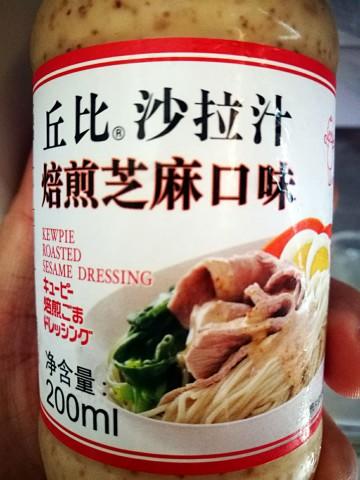 丘比® 沙拉汁
焙煎芝麻口味
KEWPIE
ROASTED
SESAME DRESSING
キユーピー
焙煎ごま
ドレッシング
净含量:
200ml